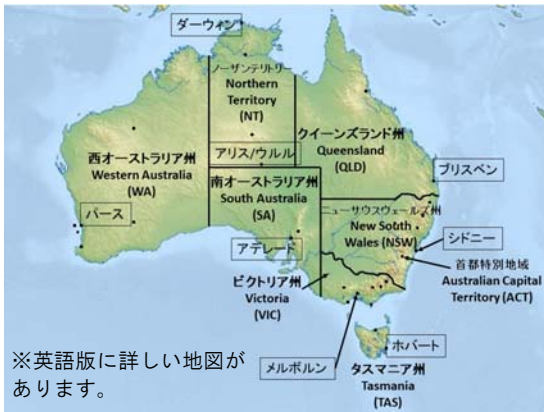 ダーウィン
ノーザンテリトリー
Northern
Territory
(NT)
クイーンズランド州
Queensland
(QLD)
西オーストラリア州
Western Australia
(WA)
アリス/ウルル
ブリスベン
南オーストラリア州
South Australia
(SA)
パース
ニューサウスウェールズ州
New South
Wales (NSW)
シドニー
アデレード
首都特別地域
Australian Capital
Territory (ACT)
ビクトリア州
Victoria
(VIC)
メルボルン
ホバート
タスマニア州
Tasmania
(TAS)
※英語版に詳しい地図が
あります。